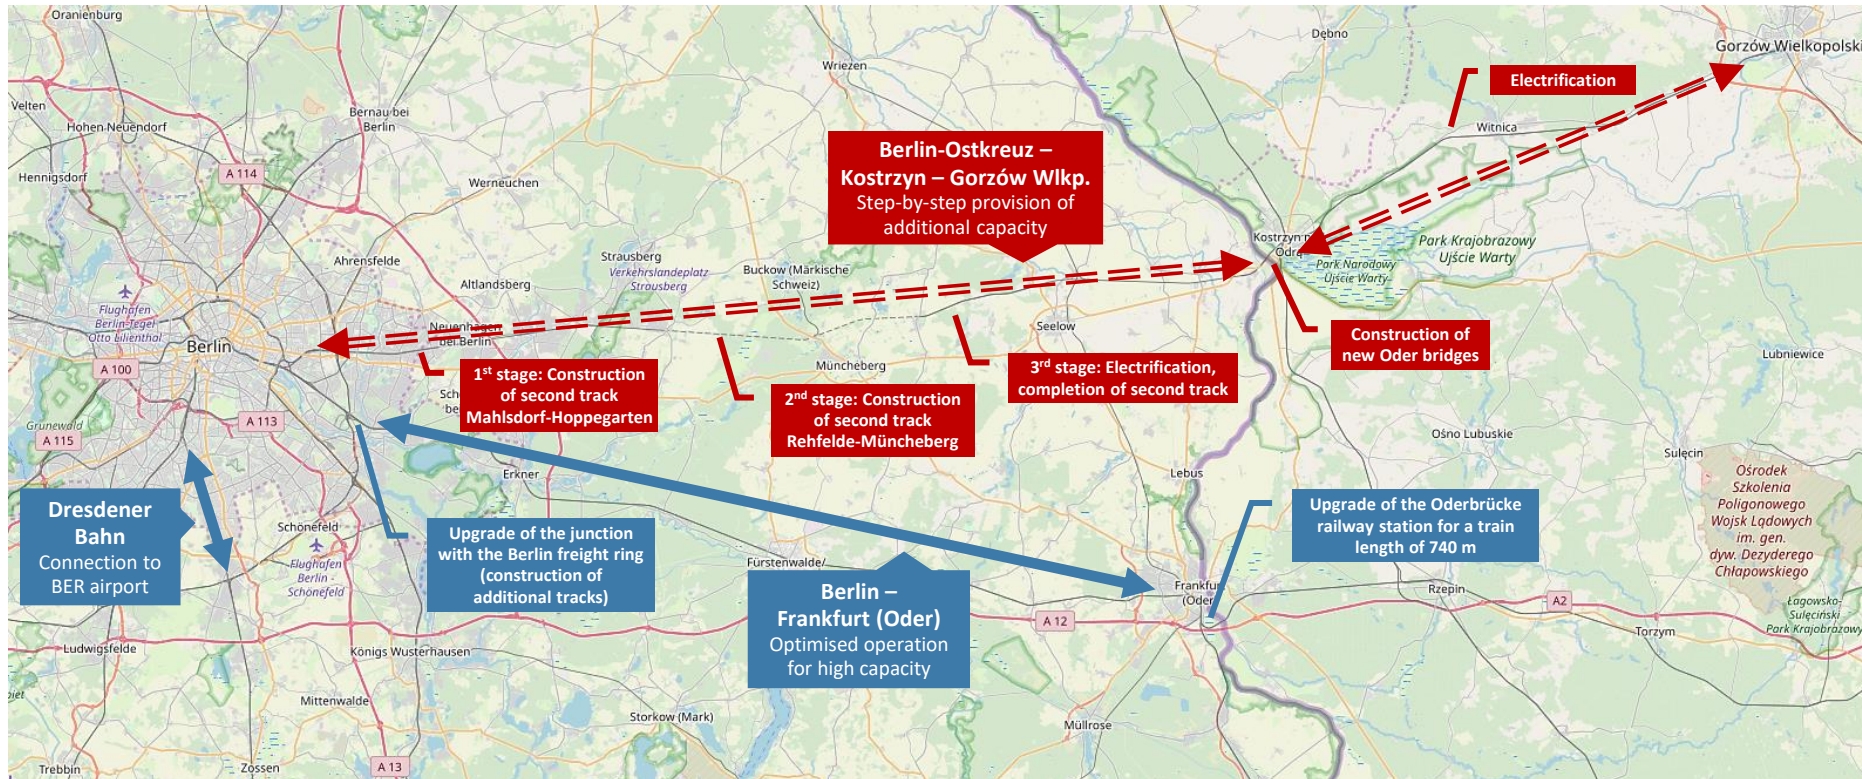 Oranienburg
Wriezen
Dębno
Gorzów Wielkopolski
Velten
Hohen Neuendorf
Bernau bei
Berlin
Electrification
Witnica
Hennigsdorf
A 114
Werneuchen
Berlin-Ostkreuz –
Kostrzyn – Gorzów Wlkp.
Step-by-step provision of
additional capacity
Ahrensfelde
Strausberg
Verkehrslandeplatz
Strausberg
Altlandsberg
Buckow (Märkische
Schweiz)
Kostrzyn n
Odrą
Park Narodowy
Ujście Warty
Park Krajobrazowy
Ujście Warty
Flughafen
Berlin-Tegel
Otto Lilienthal
Berlin
Neuenhagen
bei Berlin
Seelow
Construction of
new Oder bridges
Lubniewice
A 100
1st stage: Construction
of second track
Mahlsdorf-Hoppegarten
Müncheberg
3rd stage: Electrification,
completion of second track
2nd stage: Construction
of second track
Rehfelde-Müncheberg
Grunewald
A 115
A 113
Ośno Lubuskie
Sulęcin
Erkner
Lebus
Ośrodek
Szkolenia
Poligonowego
Wojsk Lądowych
im. gen.
dyw. Dezyderego
Chłapowskiego
Dresdener
Bahn
Connection to
BER airport
Schönefeld
Flughafen
Berlin -
Schönefeld
Upgrade of the junction
with the Berlin freight ring
(construction of
additional tracks)
Upgrade of the Oderbrücke
railway station for a train
length of 740 m
Fürstenwalde/
Berlin –
Frankfurt (Oder)
Optimised operation
for high capacity
Frankfur
(Oder
Rzepin
A2
A 12
Torzym
Łagowsko-
Sulęciński
Park Krajobrazowy
Ludwigsfelde
Königs Wusterhausen
Mittenwalde
Storkow (Mark)
Müllrose
Trebbin
Zossen
A 13